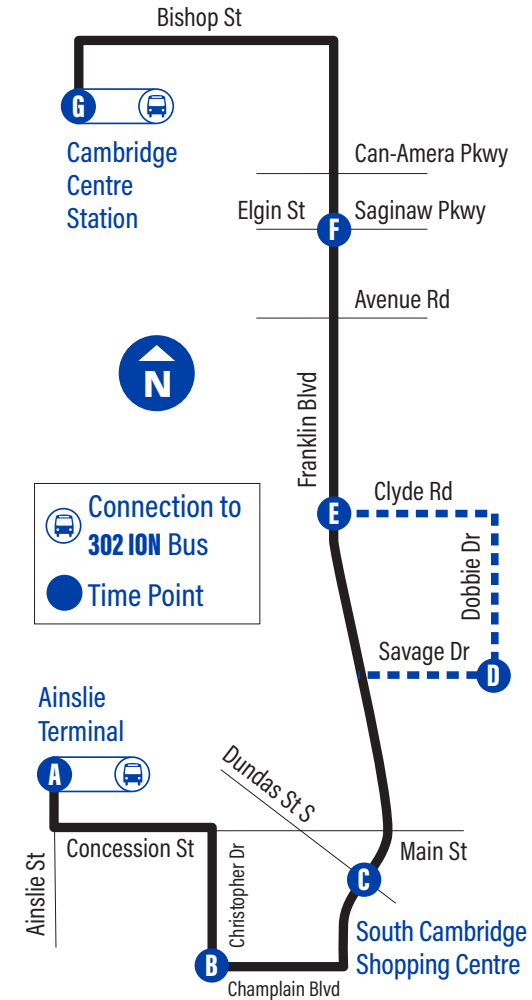 Bishop St
G
Cambridge
Centre
Station
Can-Amera Pkwy
Elgin St
F
Saginaw Pkwy
Avenue Rd
N
Franklin Blvd
Connection to
302 ION Bus
Time Point
E
Clyde Rd
Dobbie Dr
Savage Dr
D
Ainslie
Terminal
A
Dundas St S
Concession St
Main St
Ainslie St
Christopher Dr
C
South Cambridge
Shopping Centre
B
Champlain Blvd